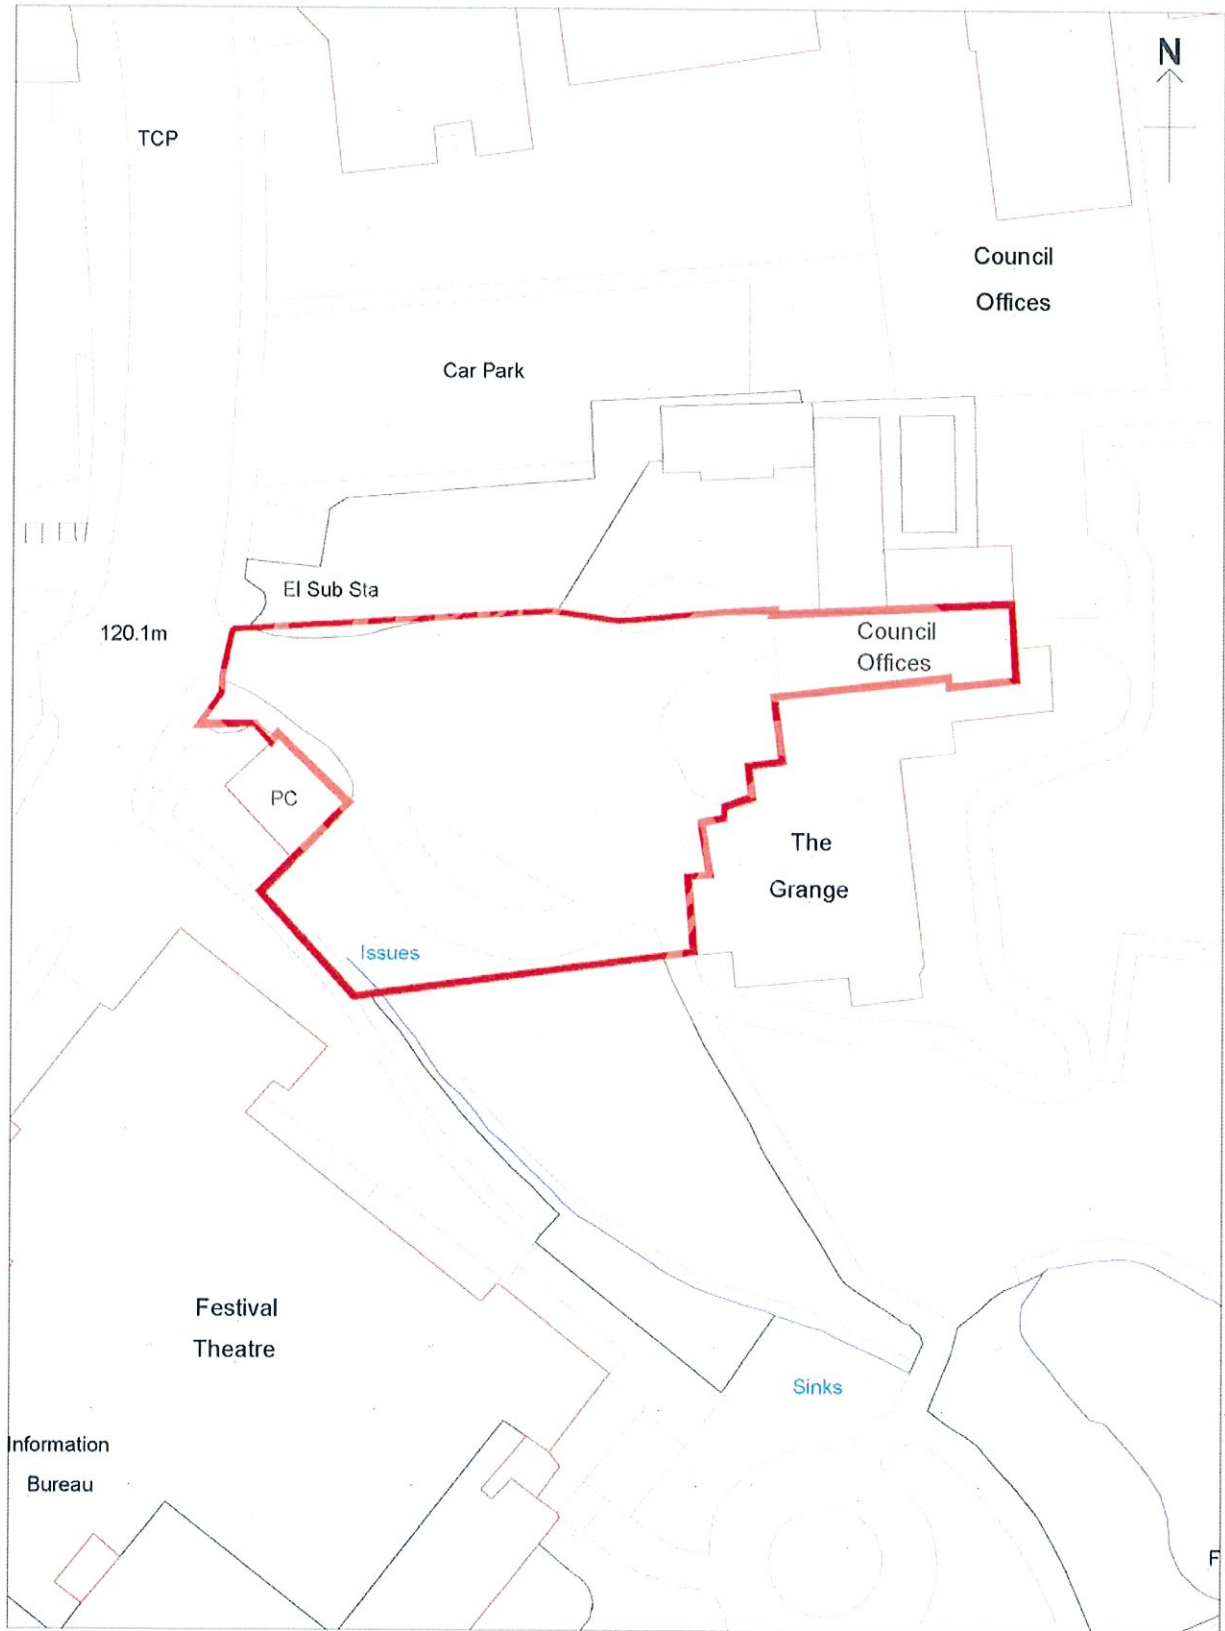 N
TCP
Council
Offices
Car Park
El Sub Sta
120.1m
Council
Offices
PC
The
Grange
Issues
Festival
Theatre
Sinks
Information
Bureau
F